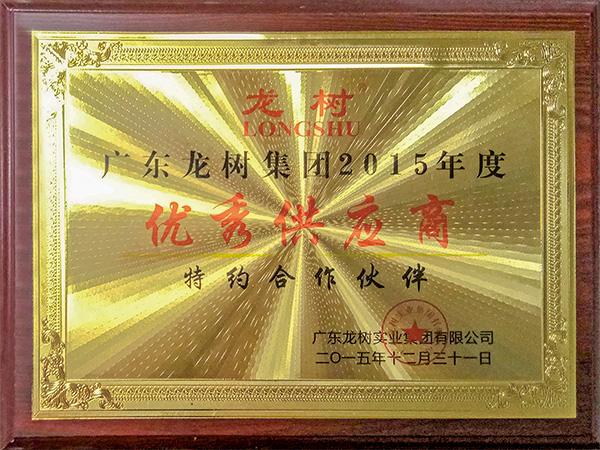 龙树
LONGSHU
广东龙树集团2015年度
优秀供应商
特约合作伙伴
广东龙树实业集团有限公司
二〇一五年十二月三十一日